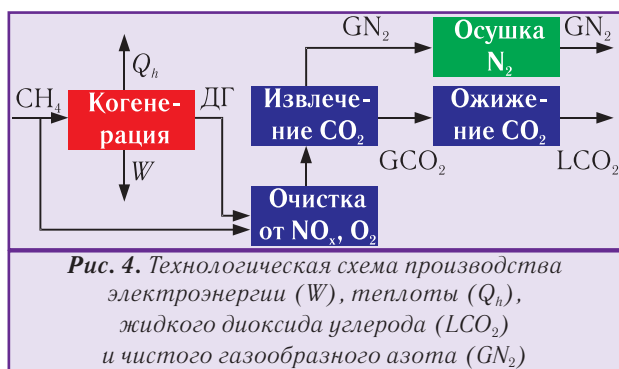 GN₂
GN₂
Осушка
N₂
Qₕ
CH₄
Когене-
рация
ДГ
Извлече-
ние CO₂
Ожиже-
ние CO₂
W
GCO₂
LCO₂
Очистка
от NOₓ, O₂
Рис. 4. Технологическая схема производства
электроэнергии (W), теплоты (Qₕ),
жидкого диоксида углерода (LCO₂)
и чистого газообразного азота (GN₂)